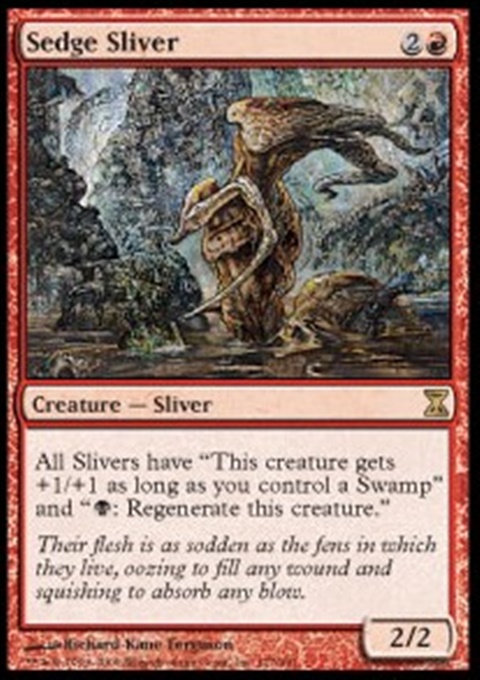 Sedge Sliver 2
Creature — Sliver
All Slivers have “This creature gets
+1/+1 as long as you control a Swamp”
and “: Regenerate this creature.”
Their flesh is as sodden as the fens in which
they live, oozing to fill any wound and
squishing to absorb any blow.
Richard Kane Ferguson
2/2